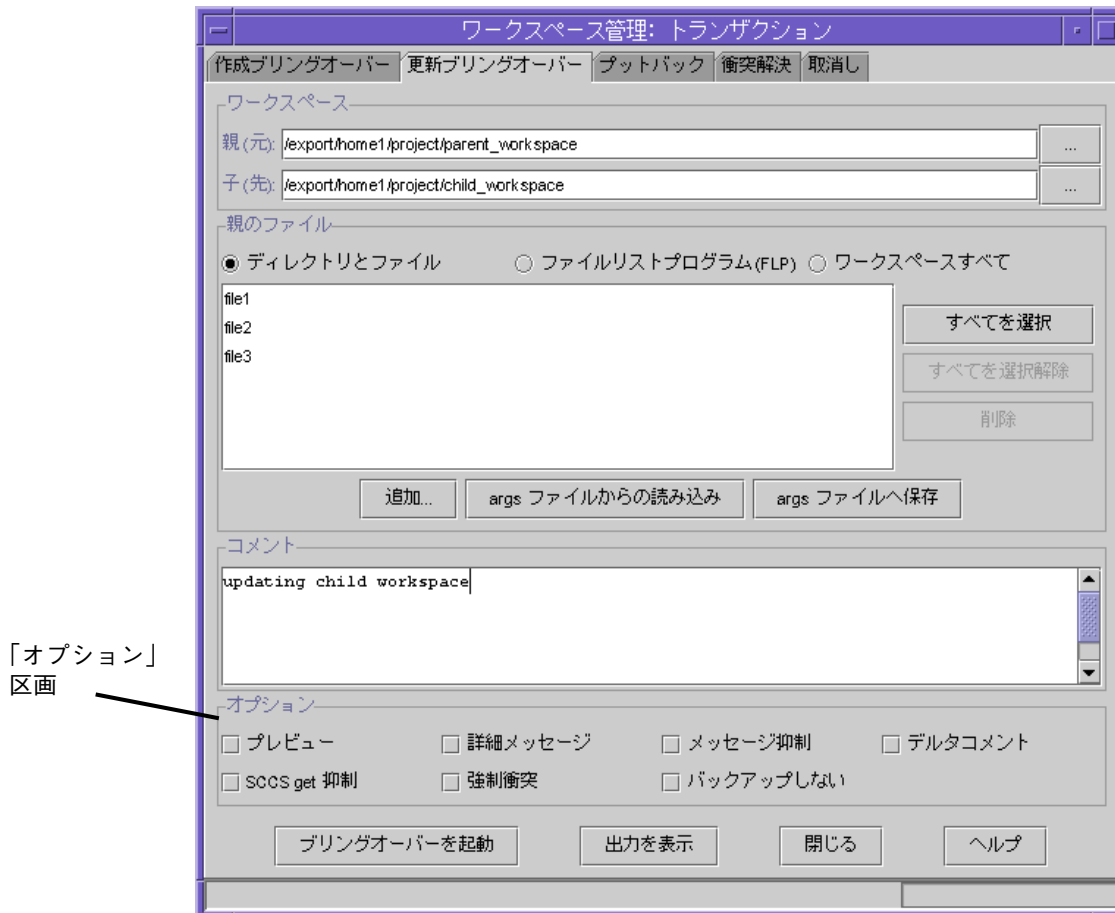 ワークスペース管理: トランザクション
作成ブリングオーバー 更新ブリングオーバー プットバック 衝突解決 取消し
ワークスペース
親(元): /export/home1/project/parent_workspace ...
子(先): /export/home1/project/child_workspace ...
親のファイル
ディレクトリとファイル ファイルリストプログラム(FLP) ワークスペースすべて
file1
file2
file3
すべてを選択
すべてを選択解除
削除
追加... args ファイルからの読み込み args ファイルへ保存
コメント
updating child workspace
「オプション」
区画
オプション
プレビュー 詳細メッセージ メッセージ抑制 デルタコメント
SCCS get 抑制 強制衝突 バックアップしない
ブリングオーバーを起動 出力を表示 閉じる ヘルプ